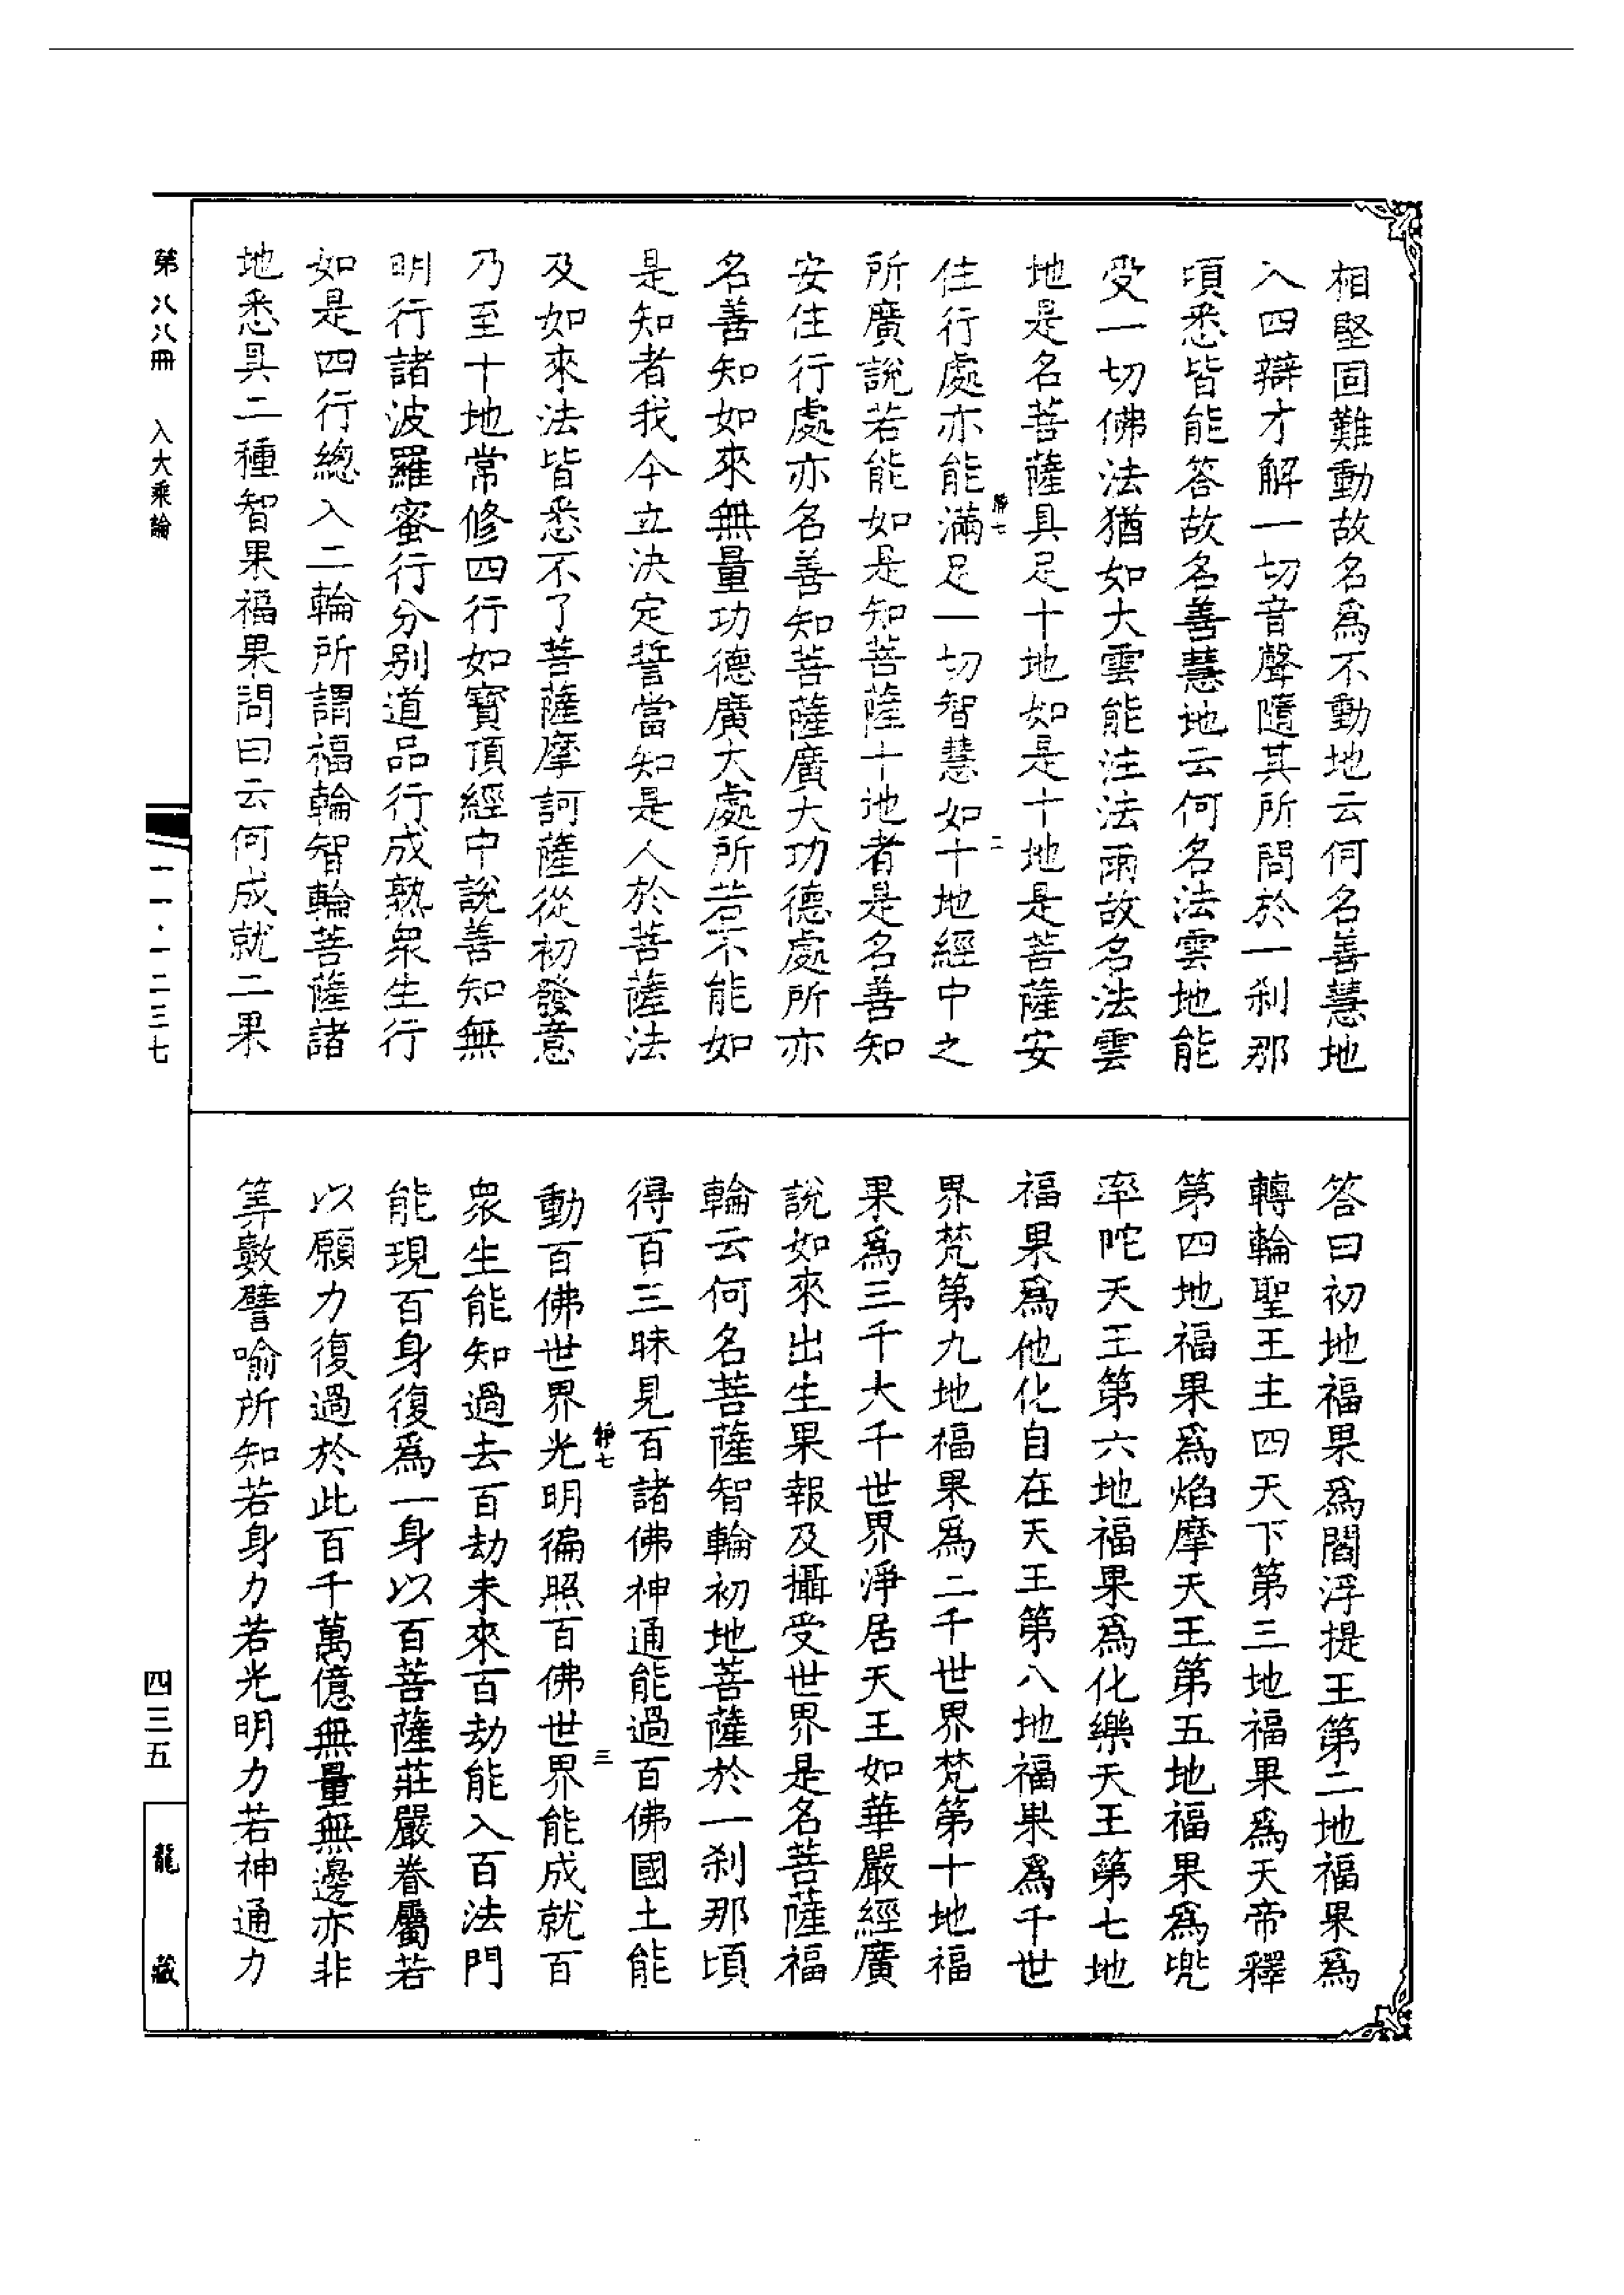 相堅固難動故名爲不動地云何名善慧地
入四辯才解一切音聲隨其所問於一刹那
頃悉皆能答故名善慧地云何名法雲地能
受一切佛法猶如大雲能注法雨故名法雲
地是名菩薩具足十地如是十地是菩薩安
靜七
二
住行處亦能滿足一切智慧如十地經中之
所廣說若能如是知菩薩十地者是名善知
安住行處亦名善知菩薩廣大功德處所亦
名善知如來無量功德廣大處所若不能如
是知者我今立決定誓當知是人於菩薩法
及如來法皆悉不了菩薩摩訶薩從初發意
乃至十地常修四行如寶頂經中說善知無
明行諸波羅蜜行分别道品行成熟衆生行
如是四行總入二輪所謂福輪智輪菩薩諸
地悉具二種智果福果問曰云何成就二果
答曰初地福果爲閻浮提王第二地福果爲
轉輪聖王主四天下第三地福果爲天帝釋
第四地福果爲焰摩天王第五地福果爲兜
率陀天王第六地福果爲化樂天王第七地
福果爲他化自在天王第八地福果爲千世
界梵第九地福果爲二千世界梵第十地福
果爲三千大千世界淨居天王如華嚴經廣
說如來出生果報及攝受世界是名菩薩福
輪云何名菩薩智輪初地菩薩於一刹那頃
得百三昧見百諸佛神通能過百佛國土能
靜七
三
動百佛世界光明徧照百佛世界能成就百
衆生能知過去百劫未來百劫能入百法門
能現百身復爲一身以百菩薩莊嚴眷屬若
以願力復過於此百千萬億無量無邊亦非
筭數譬喻所知若身力若光明力若神通力
第八八冊
入大乘論
一一·一二三七
四三五
龍藏